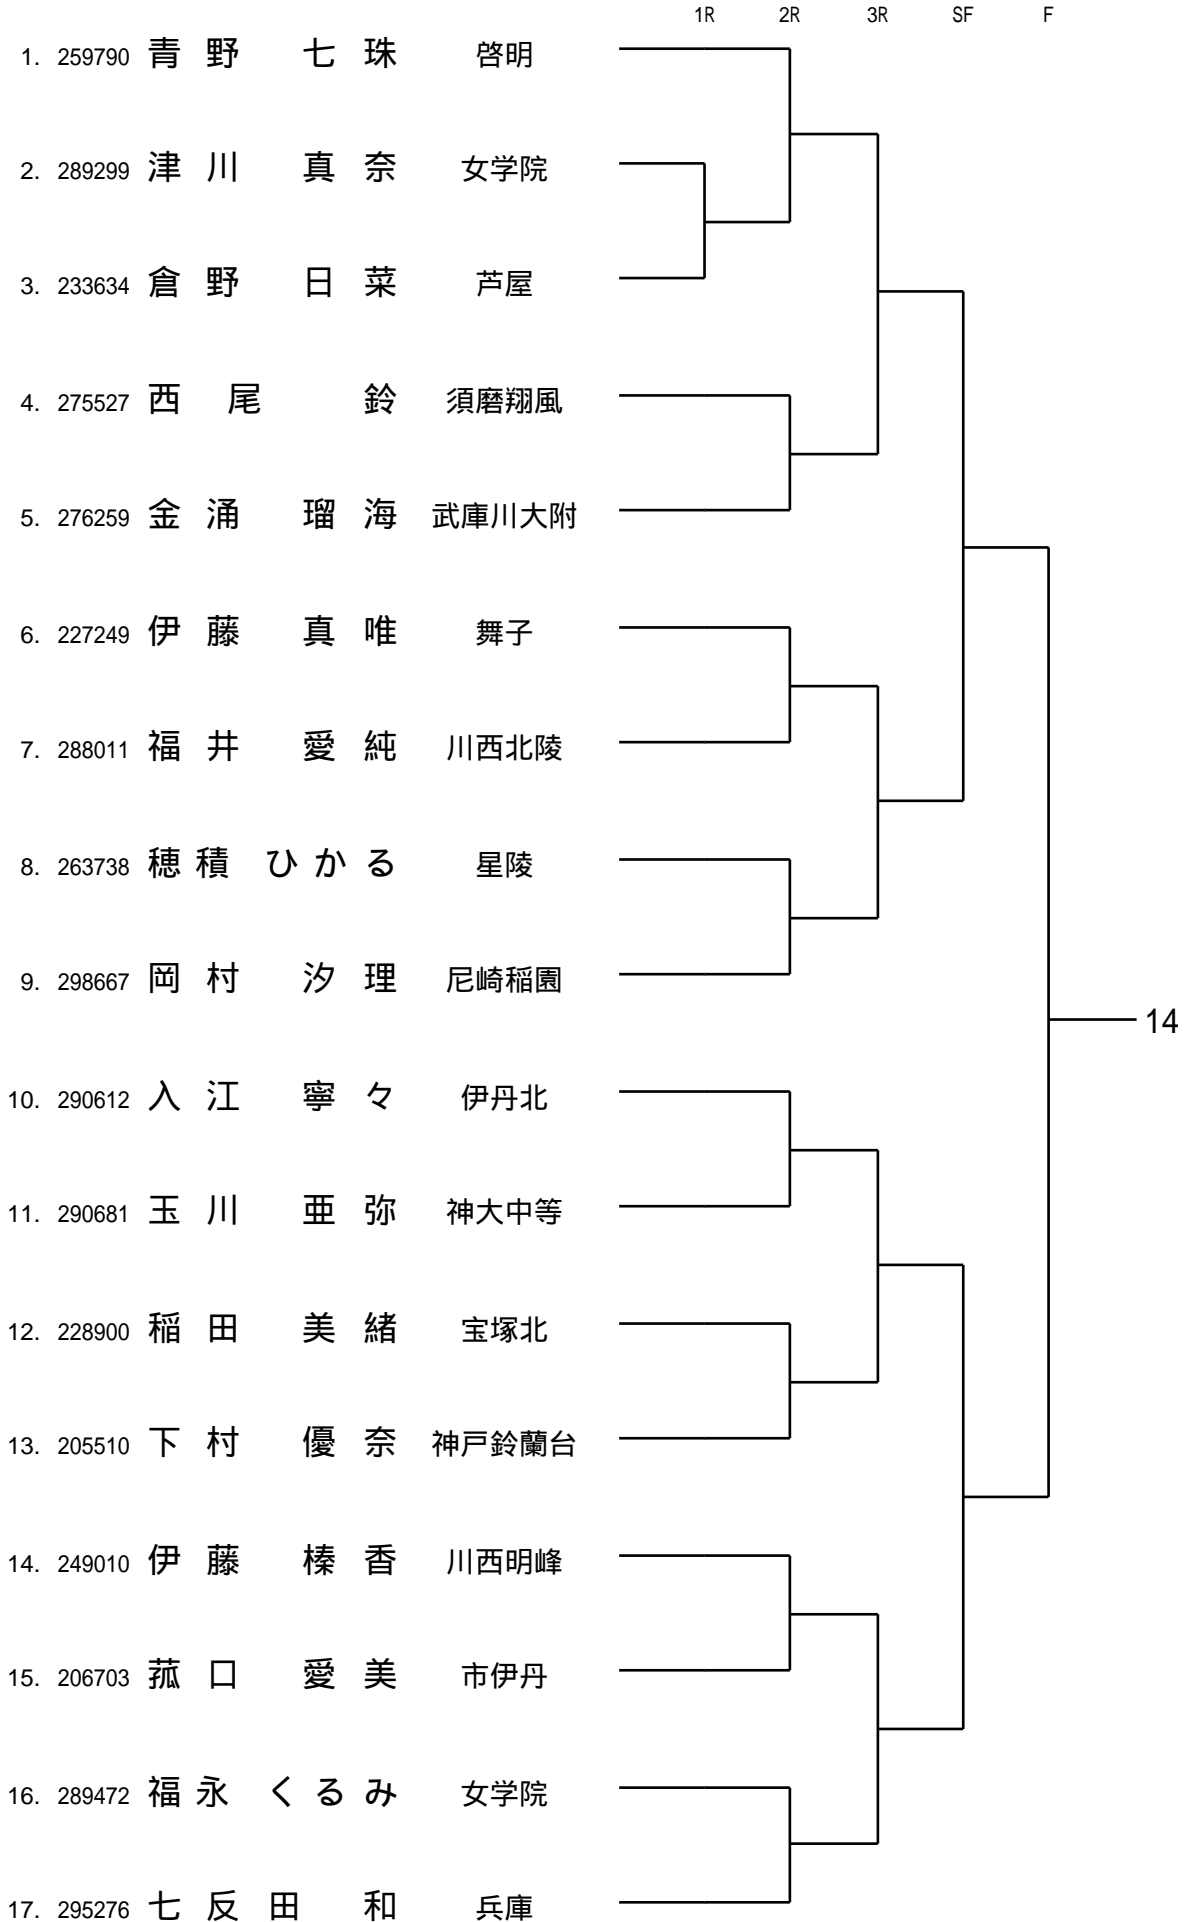 1R 2R 3R SF F
1. 259790 青野 七珠 啓明
2. 289299 津川 真奈 女学院
3. 233634 倉野 日菜 芦屋
4. 275527 西尾 鈴 須磨翔風
5. 276259 金涌 瑠海 武庫川大附
6. 227249 伊藤 真唯 舞子
7. 288011 福井 愛純 川西北陵
8. 263738 穂積 ひかる 星陵
9. 298667 岡村 汐理 尼崎稲園
14
10. 290612 入江 寧々 伊丹北
11. 290681 玉川 亜弥 神大中等
12. 228900 稲田 美緒 宝塚北
13. 205510 下村 優奈 神戸鈴蘭台
14. 249010 伊藤 榛香 川西明峰
15. 206703 菰口 愛美 市伊丹
16. 289472 福永 くるみ 女学院
17. 295276 七反田 和 兵庫